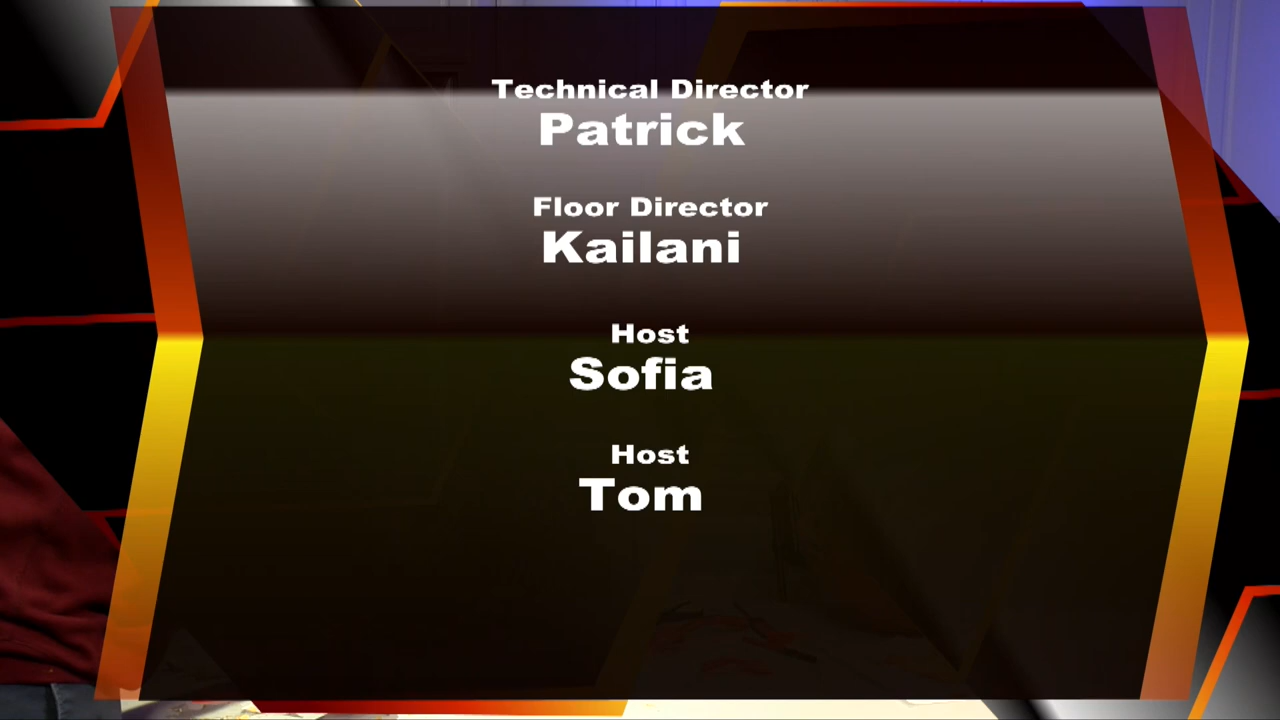 Technical Director
Patrick
Floor Director
Kailani
Host
Sofia
Host
Tom